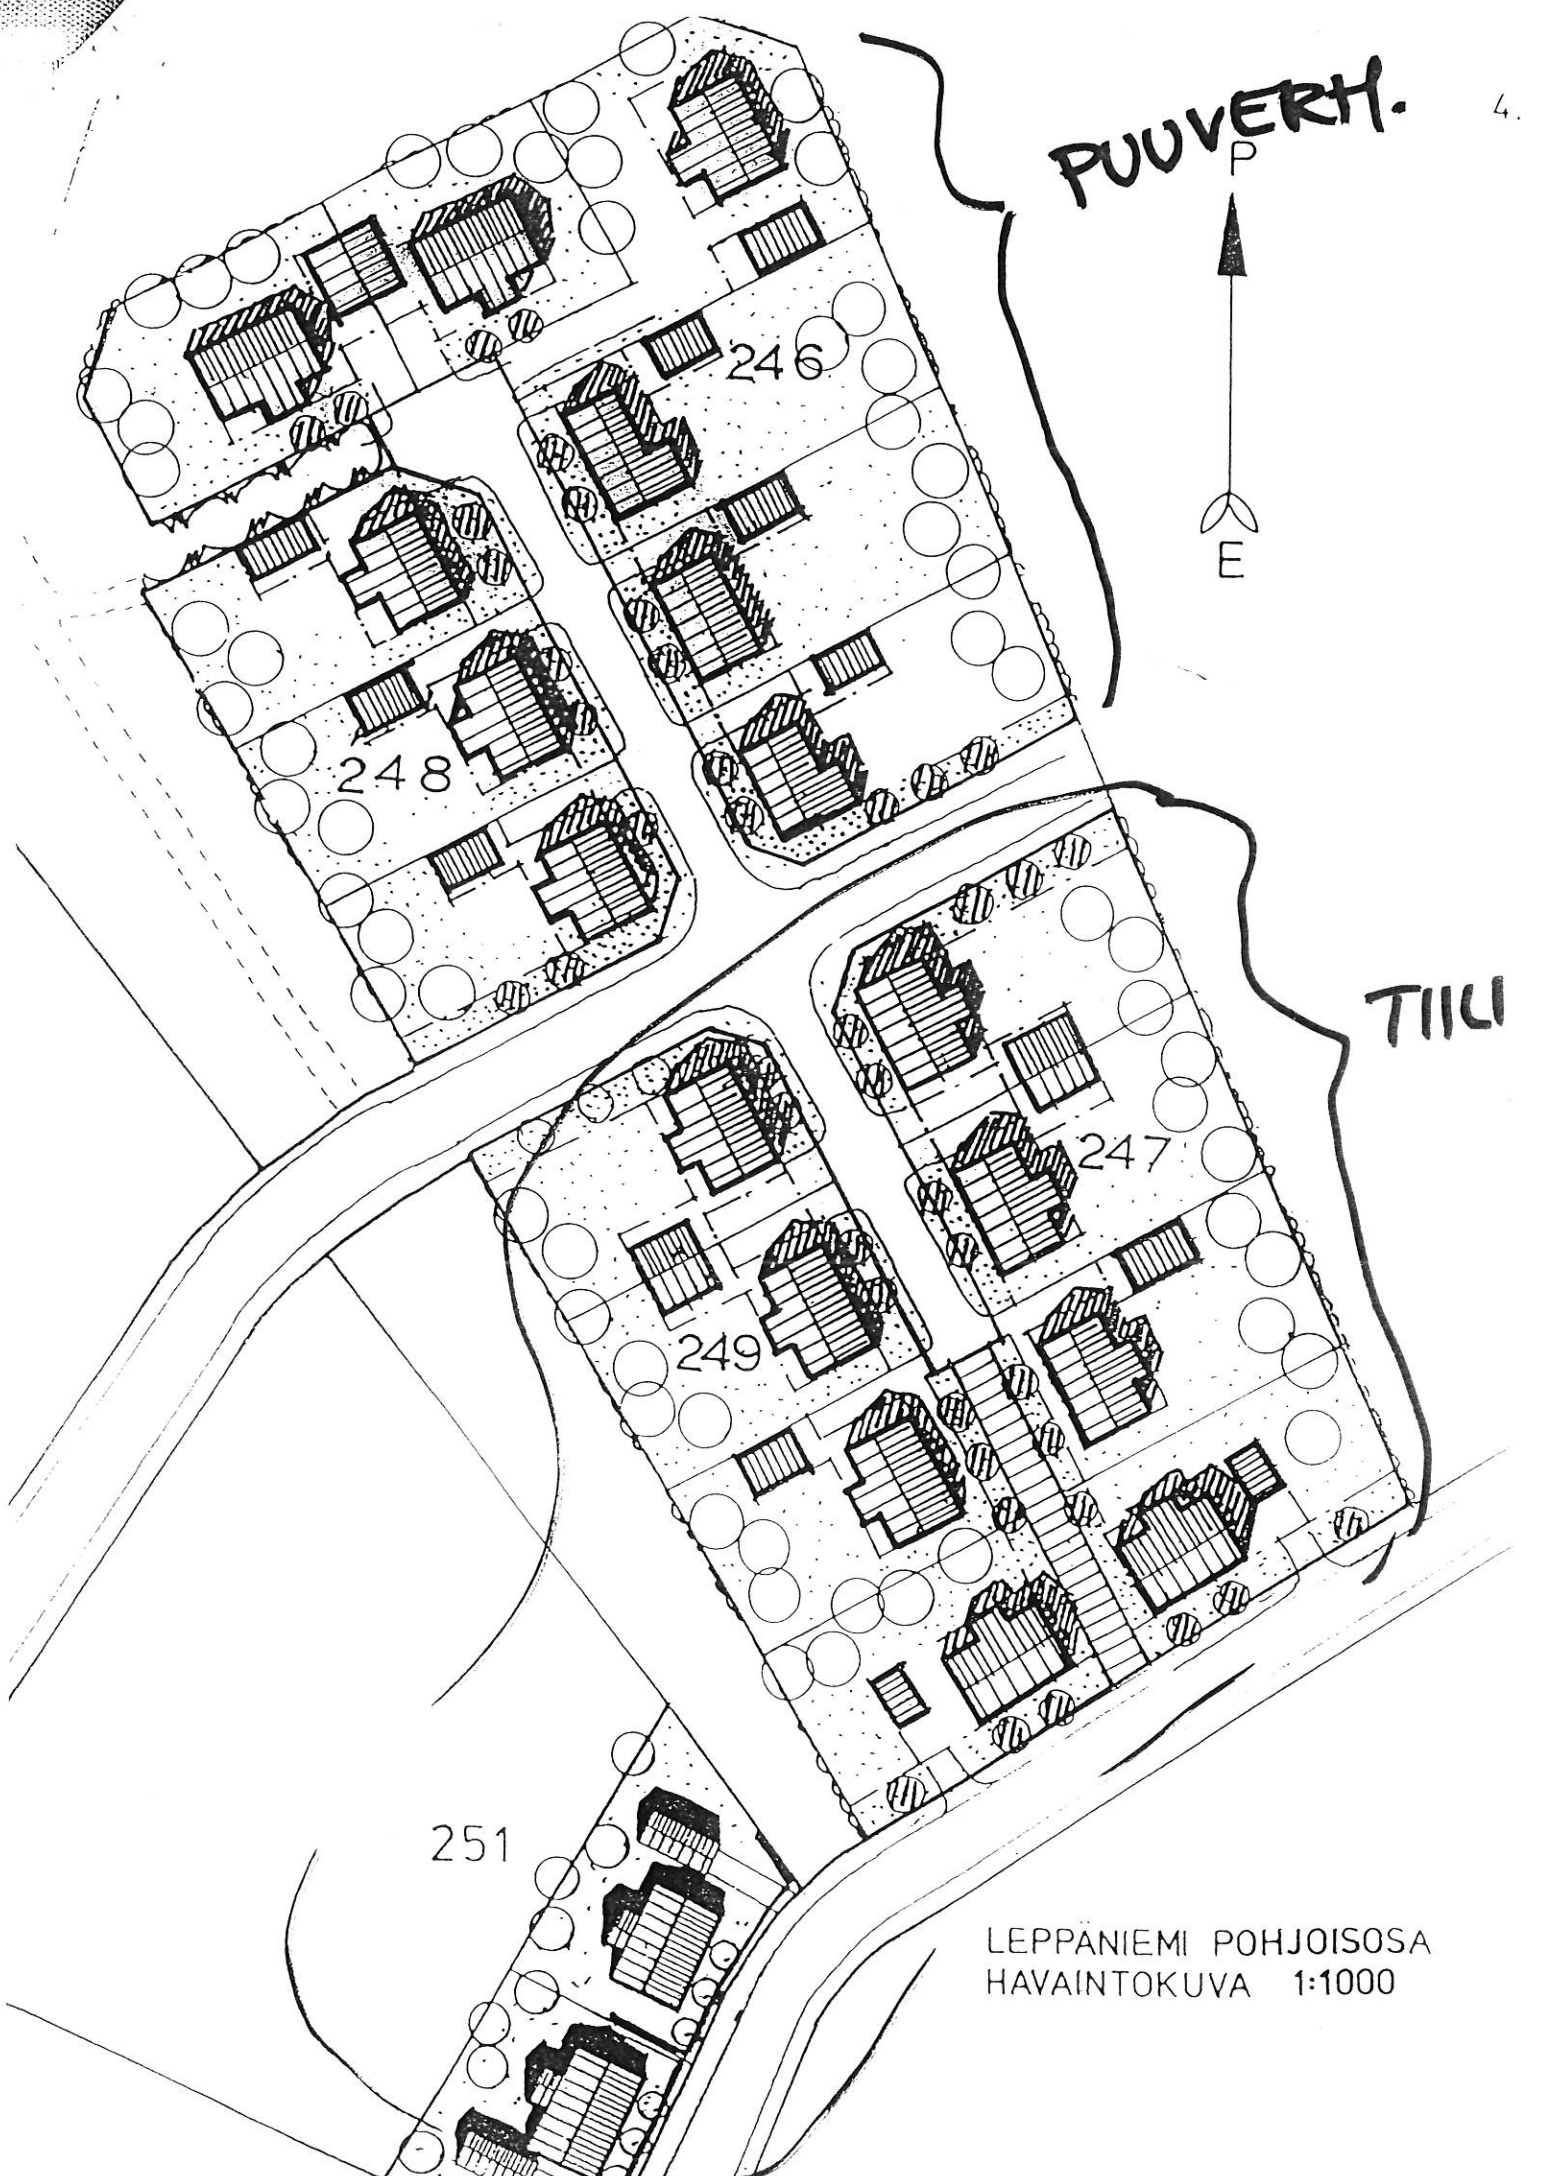 PUUVERH.
4.
P
E
246
248
TIILI
247
249
251
LEPPÄNIEMI POHJOISOSA
HAVAINTOKUVA 1:1000